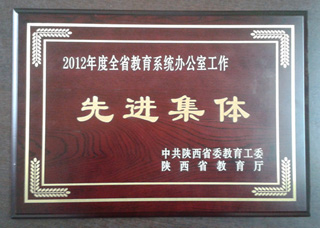 2012年度全省教育系统办公室工作
先进集体
中共陕西省委教育工委
陕西省教育厅